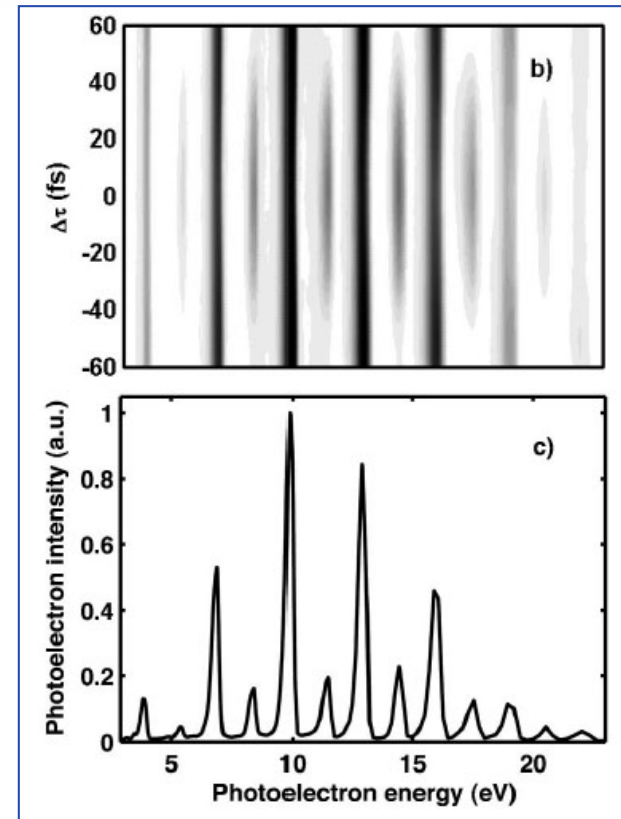 60
40
20
0
-20
-40
-60
Δτ (fs)
b)
1
0.8
0.6
0.4
0.2
0
Photoelectron intensity (a.u.)
c)
5 10 15 20
Photoelectron energy (eV)